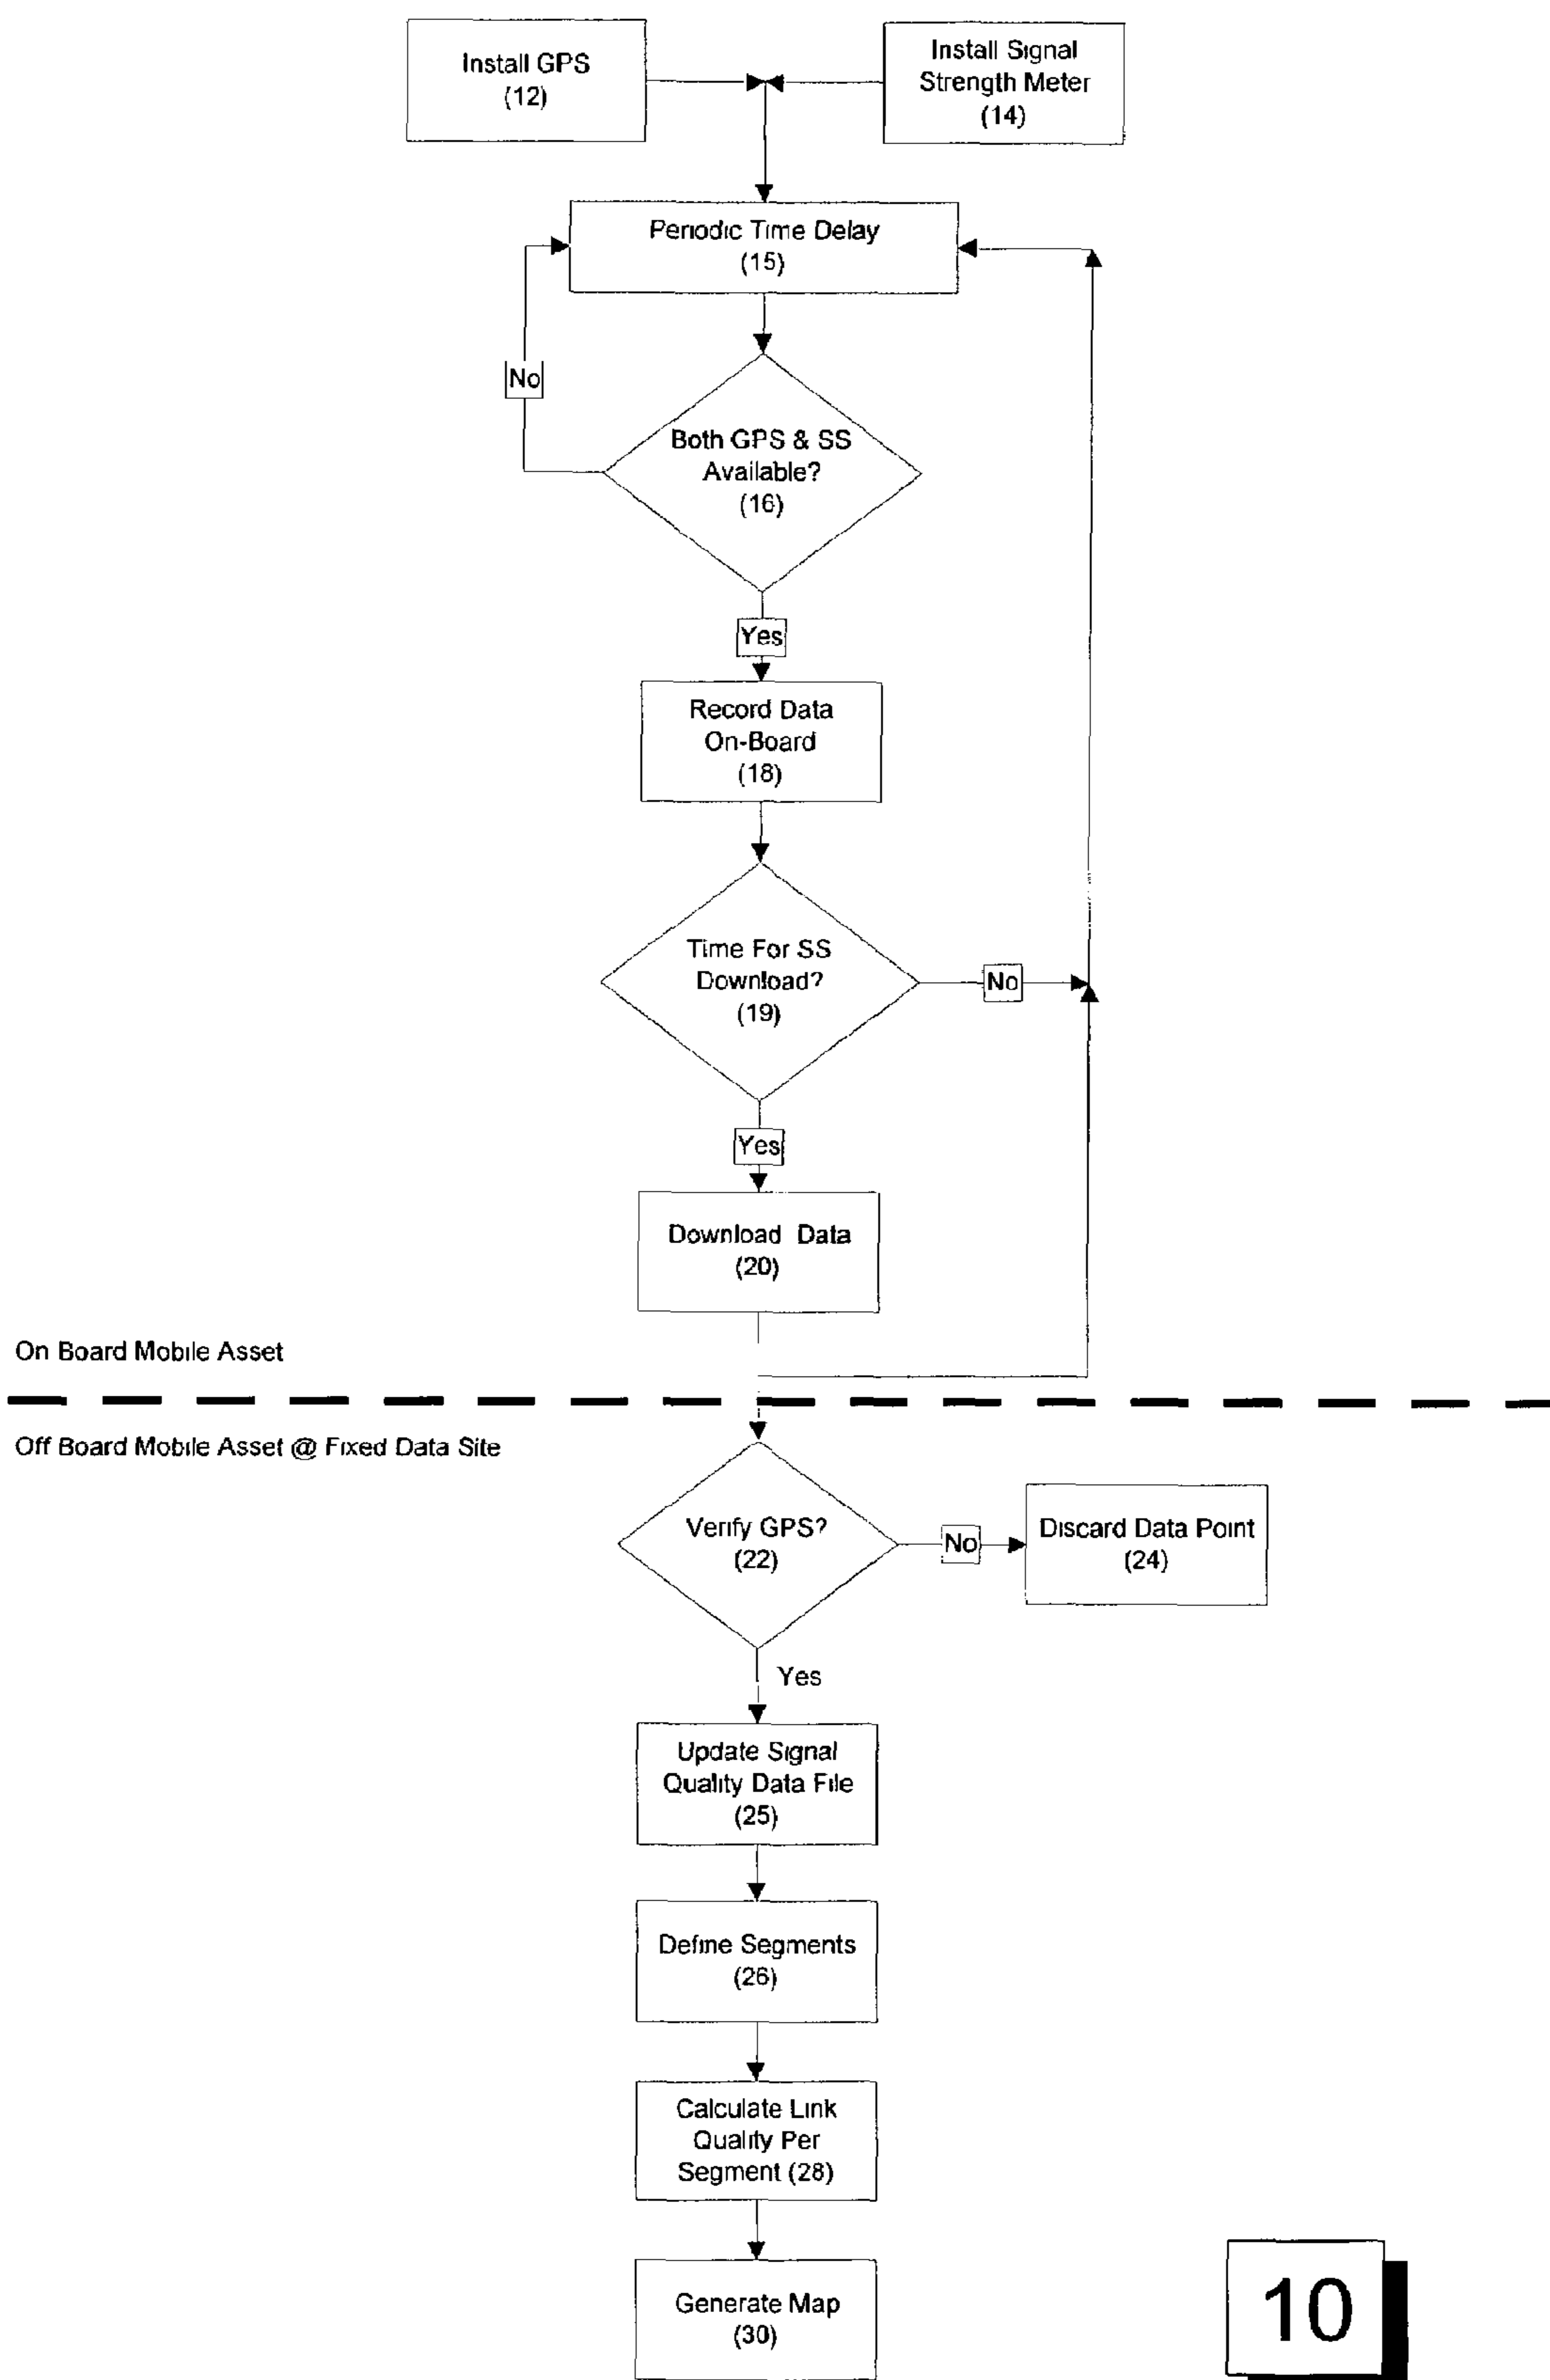 Install GPS
(12)
Install Signal
Strength Meter
(14)
Periodic Time Delay
(15)
No
Both GPS & SS
Available?
(16)
Yes
Record Data
On-Board
(18)
Time For SS
Download?
(19)
No
Yes
Download Data
(20)
On Board Mobile Asset
Off Board Mobile Asset @ Fixed Data Site
Verify GPS?
(22)
No
Discard Data Point
(24)
Yes
Update Signal
Quality Data File
(25)
Define Segments
(26)
Calculate Link
Quality Per
Segment (28)
Generate Map
(30)
10